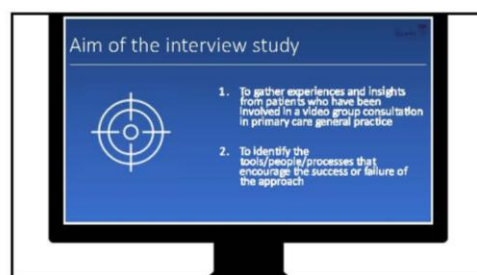 Aim of the interview study
1. To gather experiences and insights
from patients who have been
involved in a video group consultation
in primary care general practice
2. To identify the
tools/people/processes that
encourage the success or failure of
the approach